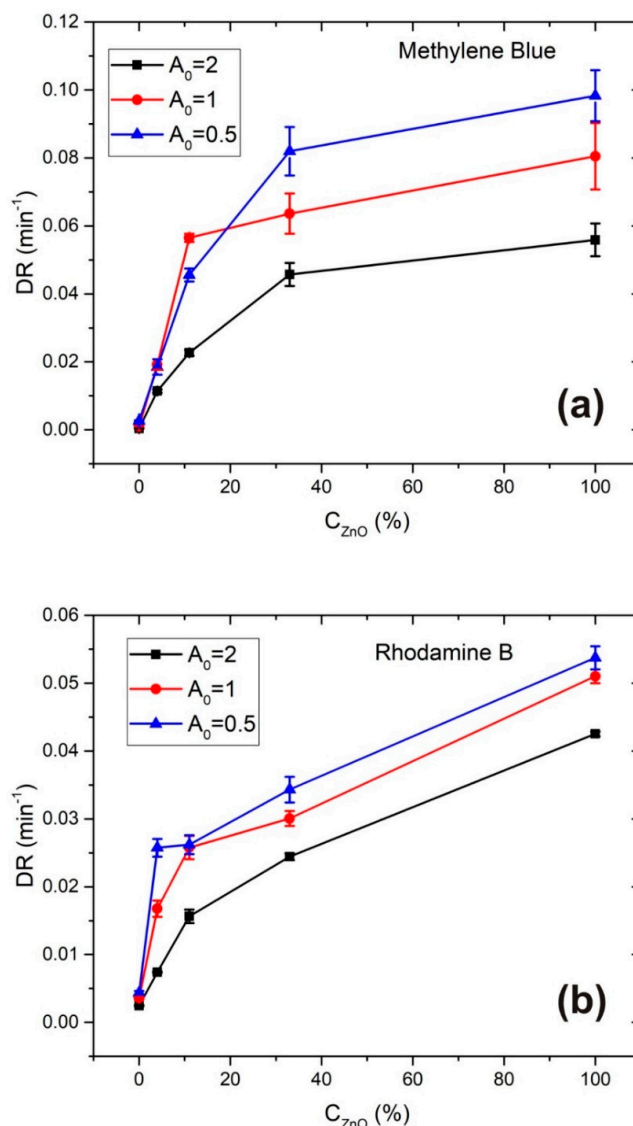 0.12
0.10
0.08
0.06
0.04
0.02
0.00
DR (min⁻¹)
A₀=2
A₀=1
A₀=0.5
Methylene Blue
(a)
0 20 40 60 80 100
C_ZnO (%)
0.06
0.05
0.04
0.03
0.02
0.01
0.00
DR (min⁻¹)
A₀=2
A₀=1
A₀=0.5
Rhodamine B
(b)
0 20 40 60 80 100
C_ZnO (%)